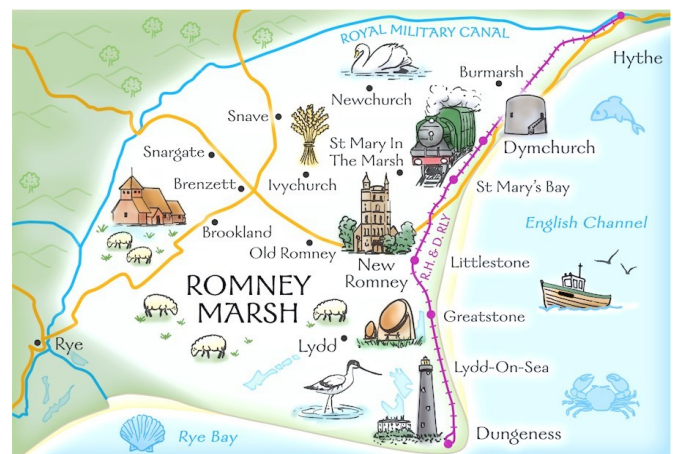 ROYAL MILITARY CANAL
Hythe
Burmarsh
Newchurch
Snave
Dymchurch
St Mary In
The Marsh
Snargate
Brenzett
Ivychurch
St Mary's Bay
English Channel
Brookland
Old Romney
R.H. & D. RLY
New
Romney
Littlestone
ROMNEY
MARSH
Greatstone
Lydd
Rye
Lydd-On-Sea
Rye Bay
Dungeness